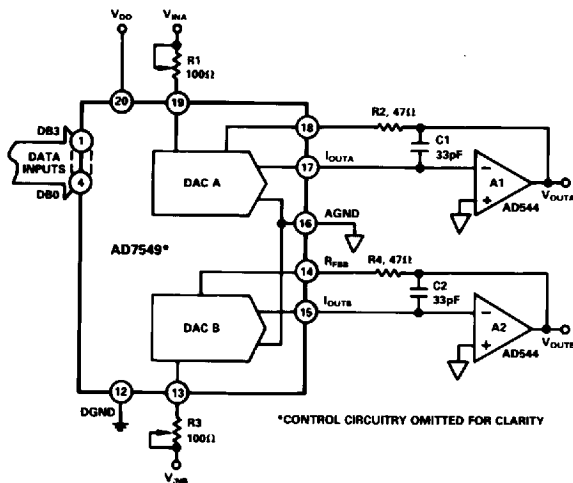 VDD
VINA
R1
100Ω
20
19
DB3
1
DATA
INPUTS
4
DB0
18
R2, 47Ω
C1
33pF
DAC A
17
IOUTA
A1
AD544
VOUTA
16
AGND
AD7549*
14
RFBB
R4, 47Ω
C2
33pF
DAC B
15
IOUTB
A2
AD544
VOUTB
12
DGND
13
R3
100Ω
*CONTROL CIRCUITRY OMITTED FOR CLARITY